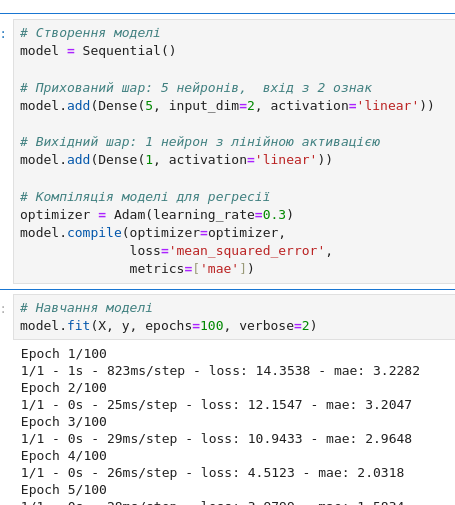 # Створення моделі
model = Sequential()
# Прихований шар: 5 нейронів,  вхід з 2 ознак
model.add(Dense(5, input_dim=2, activation='linear'))
# Вихідний шар: 1 нейрон з лінійною активацією
model.add(Dense(1, activation='linear'))
# Компіляція моделі для регресії
optimizer = Adam(learning_rate=0.3)
model.compile(optimizer=optimizer,
              loss='mean_squared_error',
              metrics=['mae'])
# Навчання моделі
model.fit(X, y, epochs=100, verbose=2)
Epoch 1/100
1/1 - 1s - 823ms/step - loss: 14.3538 - mae: 3.2282
Epoch 2/100
1/1 - 0s - 25ms/step - loss: 12.1547 - mae: 3.2047
Epoch 3/100
1/1 - 0s - 29ms/step - loss: 10.9433 - mae: 2.9648
Epoch 4/100
1/1 - 0s - 26ms/step - loss: 4.5123 - mae: 2.0318
Epoch 5/100